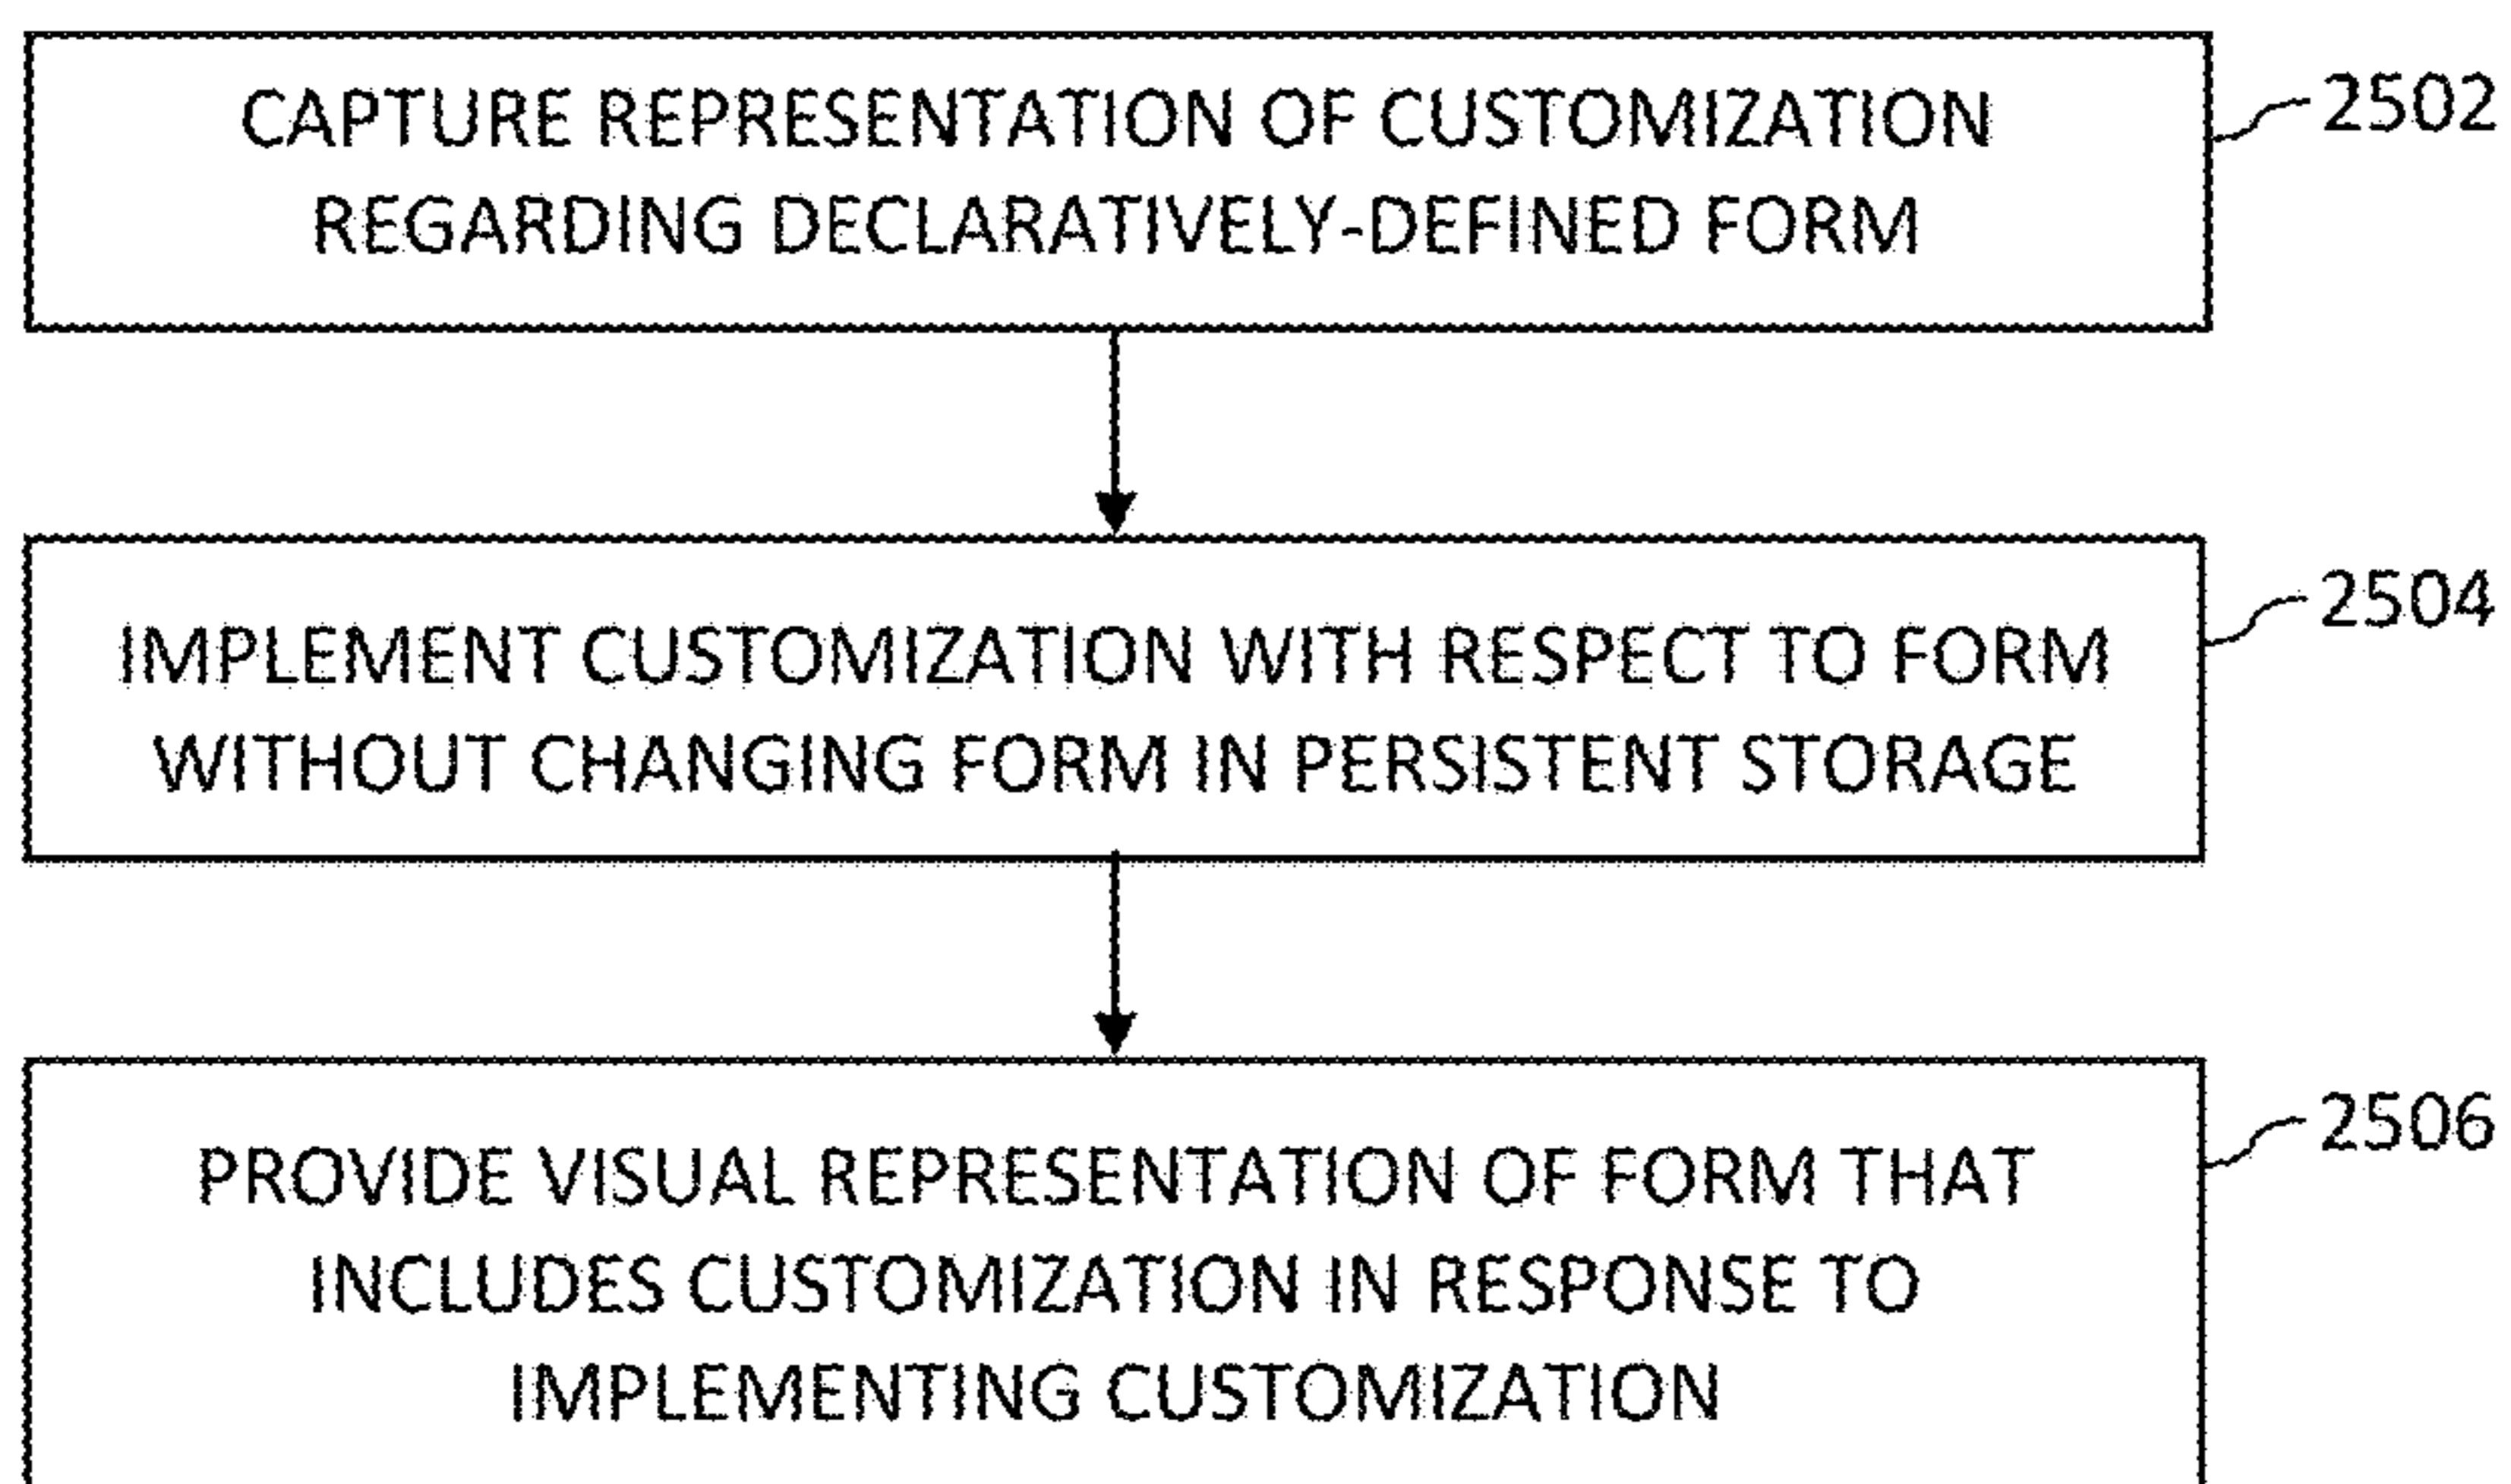 CAPTURE REPRESENTATION OF CUSTOMIZATION
REGARDING DECLARATIVELY-DEFINED FORM
2502
IMPLEMENT CUSTOMIZATION WITH RESPECT TO FORM
WITHOUT CHANGING FORM IN PERSISTENT STORAGE
2504
PROVIDE VISUAL REPRESENTATION OF FORM THAT
INCLUDES CUSTOMIZATION IN RESPONSE TO
IMPLEMENTING CUSTOMIZATION
2506